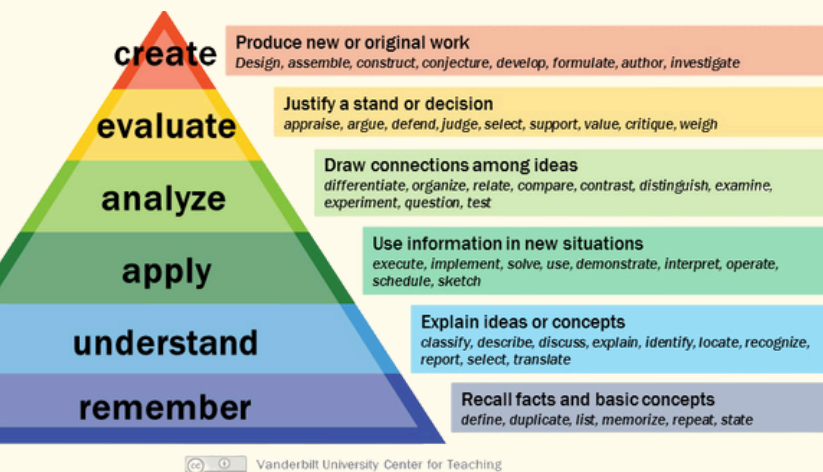 create
Produce new or original work
Design, assemble, construct, conjecture, develop, formulate, author, investigate
evaluate
Justify a stand or decision
appraise, argue, defend, judge, select, support, value, critique, weigh
analyze
Draw connections among ideas
differentiate, organize, relate, compare, contrast, distinguish, examine,
experiment, question, test
apply
Use information in new situations
execute, implement, solve, use, demonstrate, interpret, operate,
schedule, sketch
understand
Explain ideas or concepts
classify, describe, discuss, explain, identify, locate, recognize,
report, select, translate
remember
Recall facts and basic concepts
define, duplicate, list, memorize, repeat, state
cc Vanderbilt University Center for Teaching